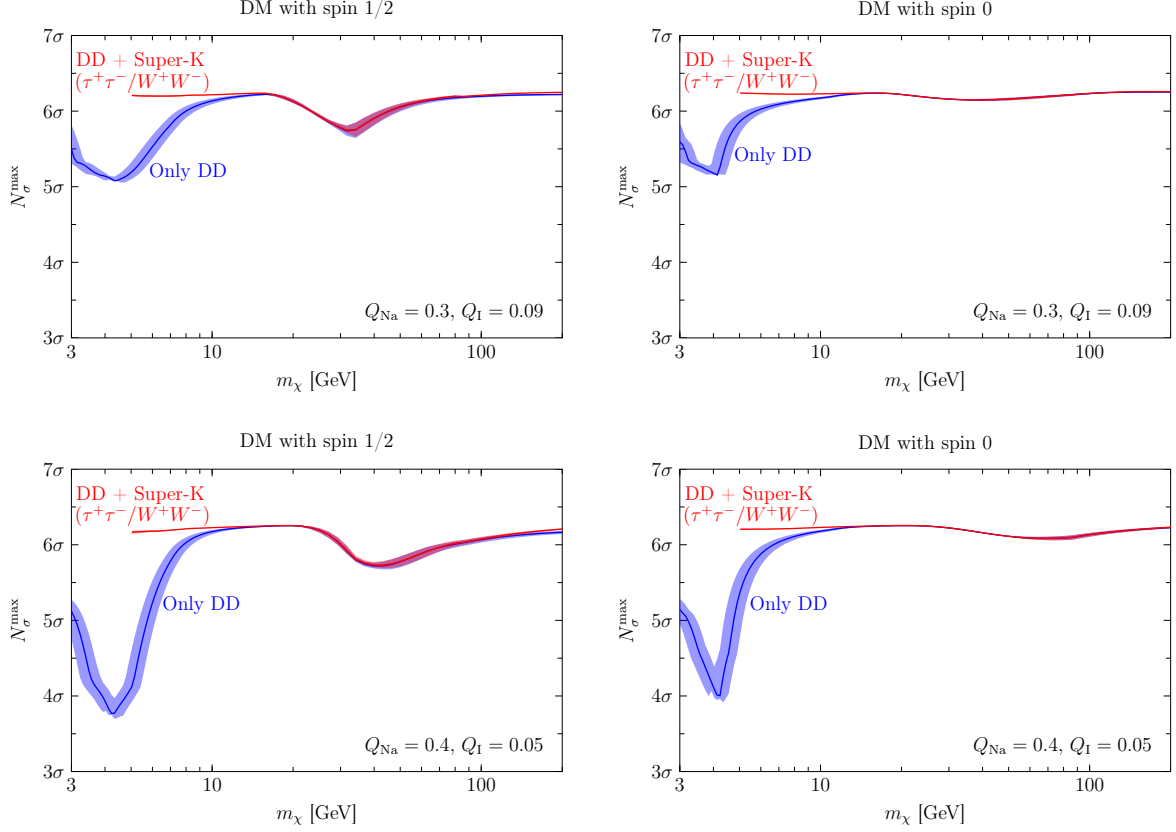 DM with spin 1/2
7σ
6σ
5σ
4σ
3σ
N_σ^max
DD + Super-K
(τ⁺τ⁻/W⁺W⁻)
Only DD
Q_Na = 0.3, Q_I = 0.09
3 10 100
m_χ [GeV]
DM with spin 0
7σ
6σ
5σ
4σ
3σ
N_σ^max
DD + Super-K
(τ⁺τ⁻/W⁺W⁻)
Only DD
Q_Na = 0.3, Q_I = 0.09
3 10 100
m_χ [GeV]
DM with spin 1/2
7σ
6σ
5σ
4σ
3σ
N_σ^max
DD + Super-K
(τ⁺τ⁻/W⁺W⁻)
Only DD
Q_Na = 0.4, Q_I = 0.05
3 10 100
m_χ [GeV]
DM with spin 0
7σ
6σ
5σ
4σ
3σ
N_σ^max
DD + Super-K
(τ⁺τ⁻/W⁺W⁻)
Only DD
Q_Na = 0.4, Q_I = 0.05
3 10 100
m_χ [GeV]